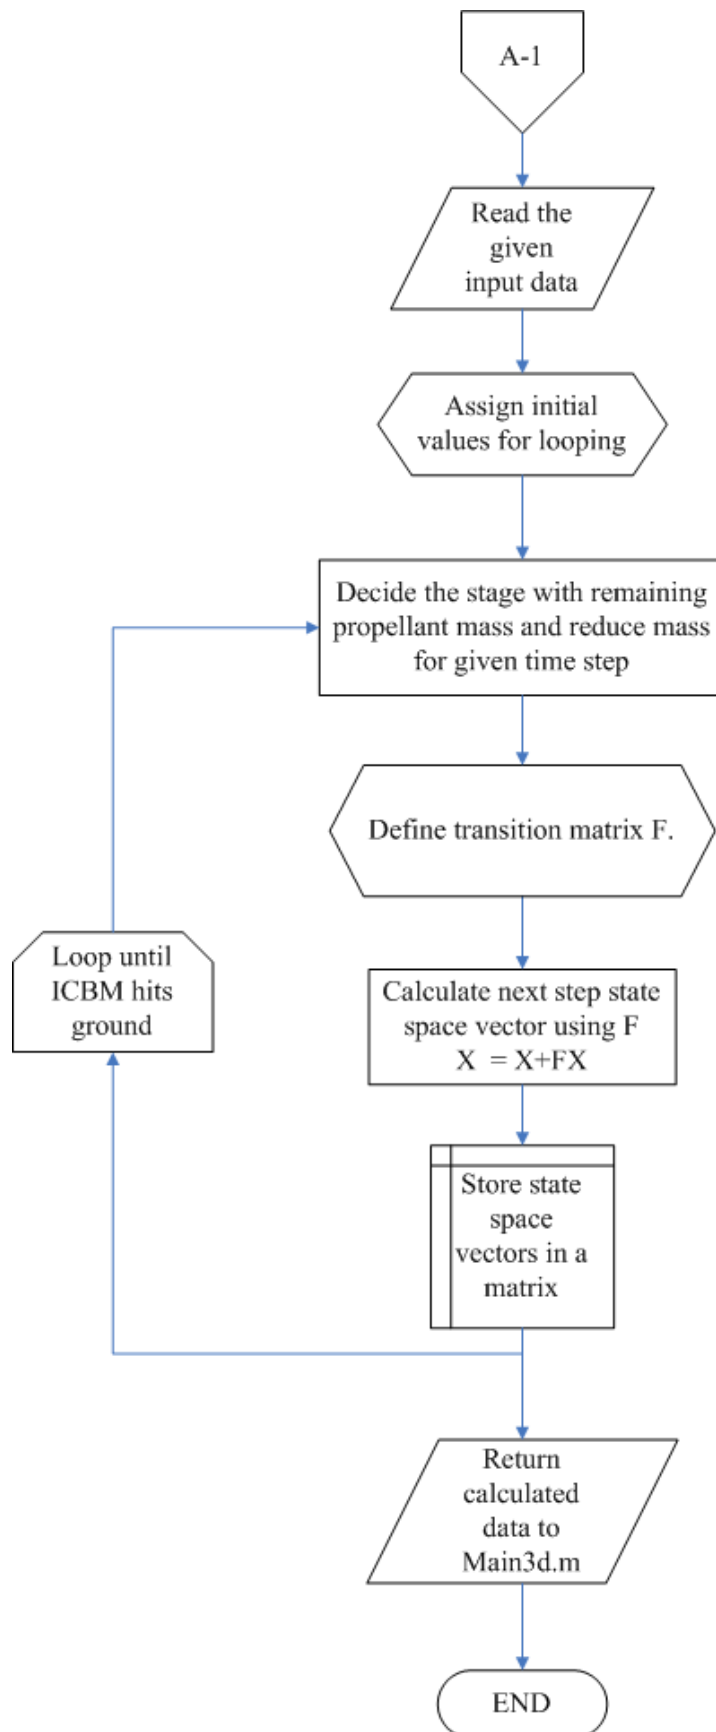 A-1
Read the
given
input data
Assign initial
values for looping
Decide the stage with remaining
propellant mass and reduce mass
for given time step
Define transition matrix F.
Loop until
ICBM hits
ground
Calculate next step state
space vector using F
X = X+FX
Store state
space
vectors in a
matrix
Return
calculated
data to
Main3d.m
END